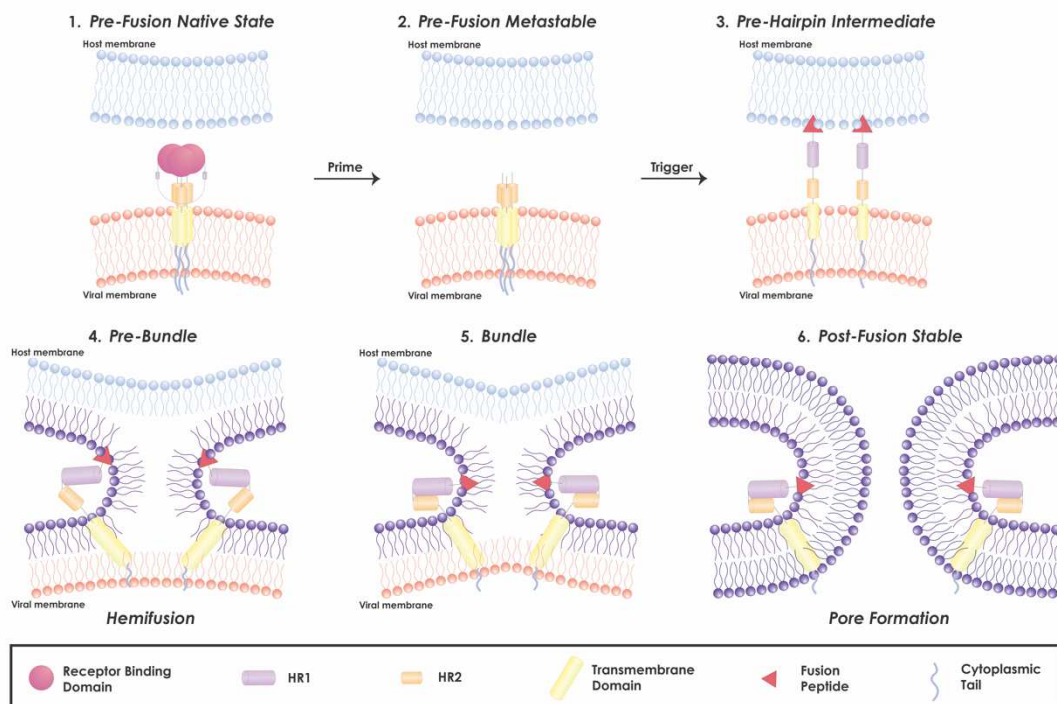 1. Pre-Fusion Native State
2. Pre-Fusion Metastable
3. Pre-Hairpin Intermediate
Host membrane
Host membrane
Host membrane
Prime
Trigger
Viral membrane
Viral membrane
Viral membrane
4. Pre-Bundle
5. Bundle
6. Post-Fusion Stable
Host membrane
Host membrane
Viral membrane
Viral membrane
Hemifusion
Pore Formation
Receptor Binding
Domain
HR1
HR2
Transmembrane
Domain
Fusion
Peptide
Cytoplasmic
Tail